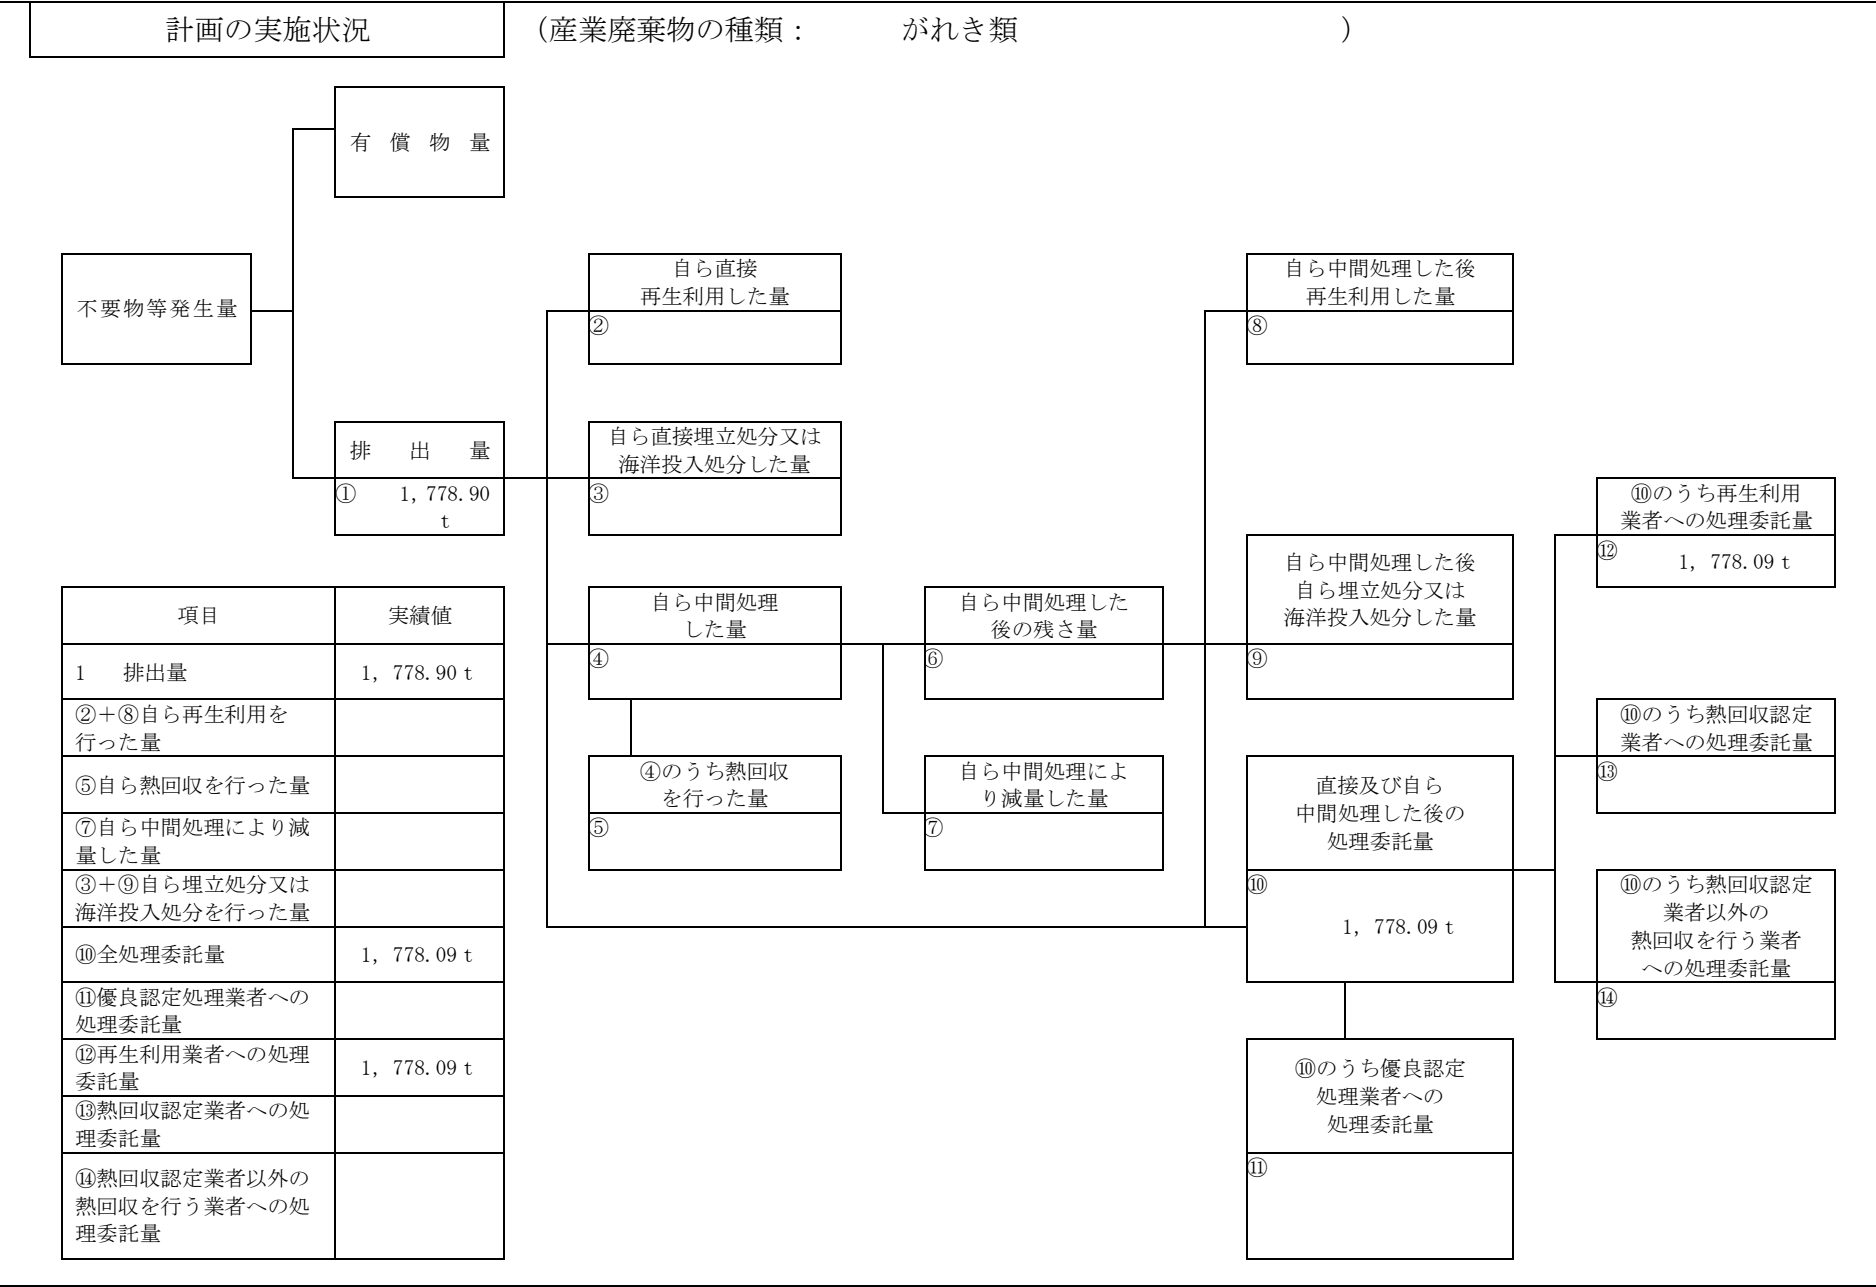 計画の実施状況 （産業廃棄物の種類： がれき類 ）
有 償 物 量
不要物等発生量
自ら直接
再生利用した量
②
自ら中間処理した後
再生利用した量
⑧
排 出 量
① 1,778.90
t
自ら直接埋立処分又は
海洋投入処分した量
③
⑩のうち再生利用
業者への処理委託量
⑫ 1,778.09 t
自ら中間処理した後
自ら埋立処分又は
海洋投入処分した量
⑨
自ら中間処理
した量
④
自ら中間処理した
後の残さ量
⑥
④のうち熱回収
を行った量
⑤
自ら中間処理によ
り減量した量
⑦
直接及び自ら
中間処理した後の
処理委託量
⑩
1,778.09 t
⑩のうち熱回収認定
業者への処理委託量
⑬
⑩のうち熱回収認定
業者以外の
熱回収を行う業者
への処理委託量
⑭
⑩のうち優良認定
処理業者への
処理委託量
⑪
項目 実績値
1 排出量 1,778.90 t
②＋⑧自ら再生利用を
行った量
⑤自ら熱回収を行った量
⑦自ら中間処理により減
量した量
③＋⑨自ら埋立処分又は
海洋投入処分を行った量
⑩全処理委託量 1,778.09 t
⑪優良認定処理業者への
処理委託量
⑫再生利用業者への処理
委託量 1,778.09 t
⑬熱回収認定業者への処
理委託量
⑭熱回収認定業者以外の
熱回収を行う業者への処
理委託量